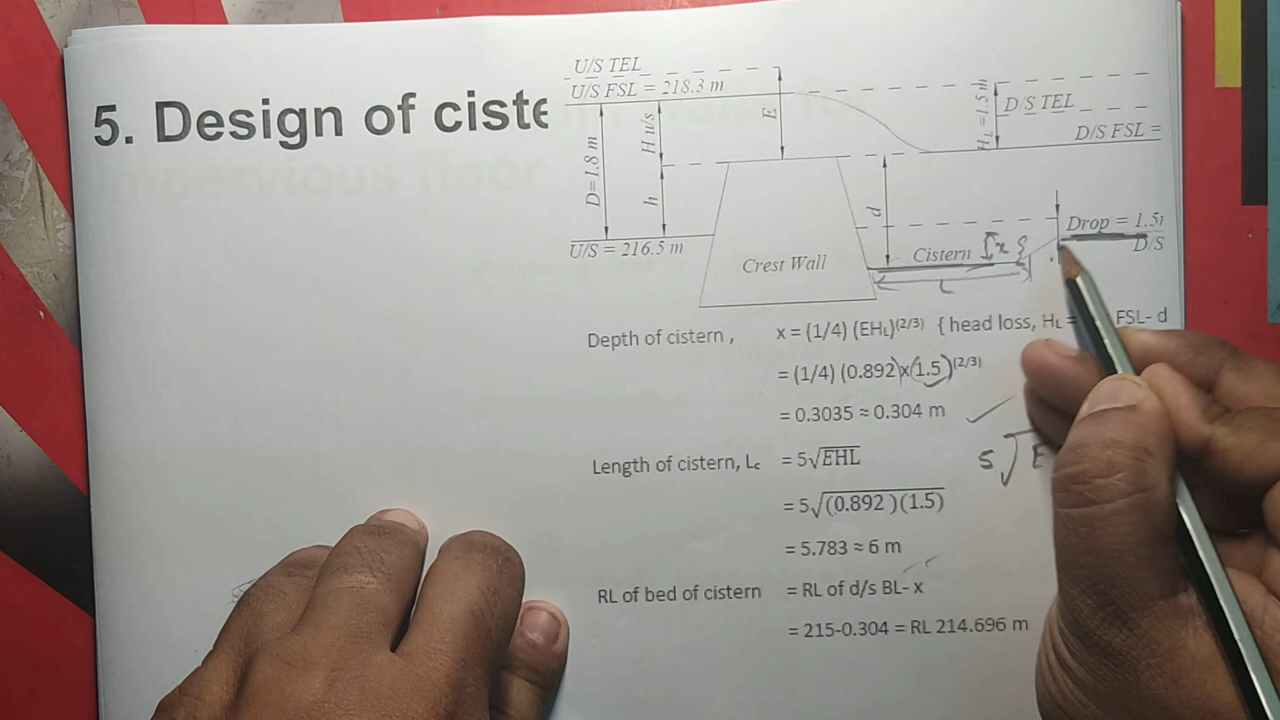 5. Design of ciste
U/S TEL
U/S FSL = 218.3 m
D=1.8 m
H u/s
h
E
d
HL =1.5 m
D/S TEL
D/S FSL =
U/S = 216.5 m
Crest Wall
Cistern
x
L
Drop = 1.5
D/S
Depth of cistern , x = (1/4) (EHL)(2/3) { head loss, HL = FSL- d
= (1/4) (0.892)x(1.5)(2/3)
= 0.3035 ≈ 0.304 m
Length of cistern, Lc = 5√EHL
5√E
= 5√(0.892 )(1.5)
= 5.783 ≈ 6 m
RL of bed of cistern = RL of d/s BL- x
= 215-0.304 = RL 214.696 m